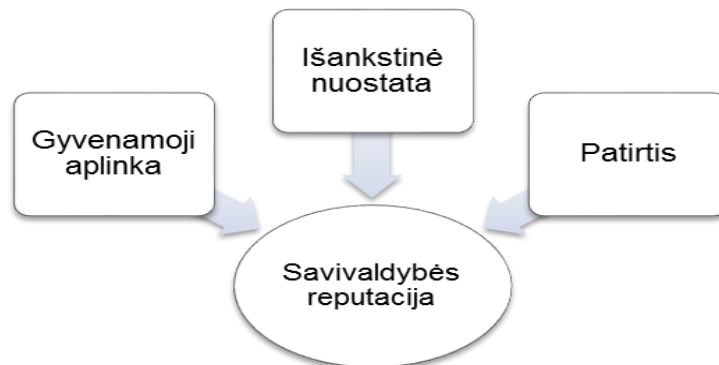 Išankstinė
nuostata
Gyvenamoji
aplinka
Patirtis
Savivaldybės
reputacija